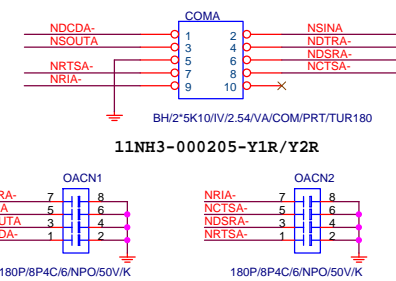 COMA
NDCDA- 1 2 NSINA
NSOUTA 3 4 NDTRA-
5 6 NDSRA-
NRTSA- 7 8 NCTSA-
NRIA- 9 10
BH/2*5K10/IV/2.54/VA/COM/PRT/TUR180
11NH3-000205-Y1R/Y2R
OACN1
RA- 7 8
A 5 6
UTA 3 4
DA- 1 2
180P/8P4C/6/NPO/50V/K
OACN2
NRIA- 7 8
NCTSA- 5 6
NDSRA- 3 4
NRTSA- 1 2
180P/8P4C/6/NPO/50V/K